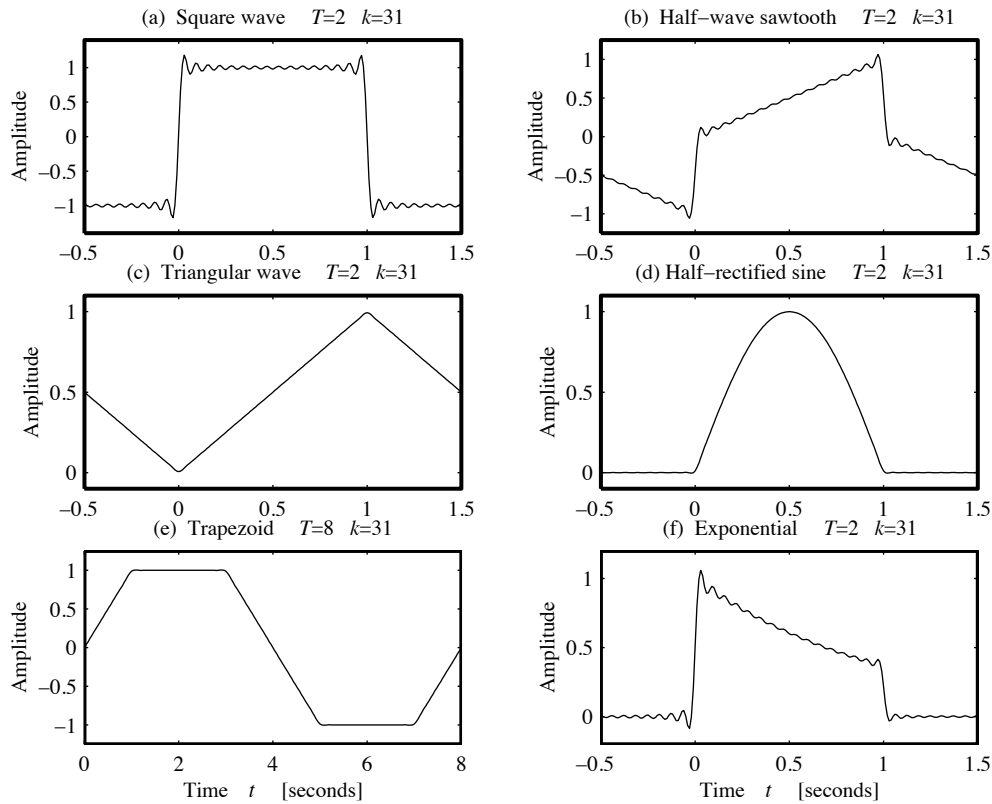 (a) Square wave T=2 k=31
(b) Half−wave sawtooth T=2 k=31
Amplitude
1
0.5
0
−0.5
−1
−0.5 0 0.5 1 1.5
Amplitude
1
0.5
0
−0.5
−1
−0.5 0 0.5 1 1.5
(c) Triangular wave T=2 k=31
(d) Half−rectified sine T=2 k=31
Amplitude
1
0.5
0
−0.5 0 0.5 1 1.5
Amplitude
1
0.5
0
−0.5 0 0.5 1 1.5
(e) Trapezoid T=8 k=31
(f) Exponential T=2 k=31
Amplitude
1
0.5
0
−0.5
−1
0 2 4 6 8
Time t [seconds]
Amplitude
1
0.5
0
−0.5 0 0.5 1 1.5
Time t [seconds]